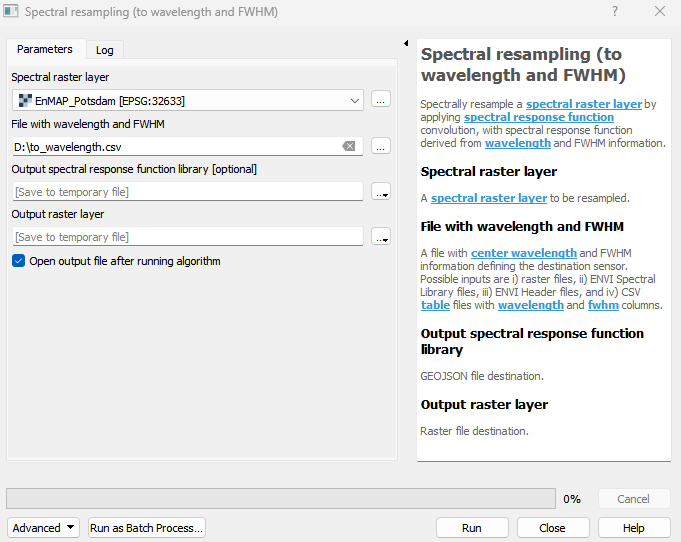 Spectral resampling (to wavelength and FWHM)
?
Parameters
Log
Spectral raster layer
EnMAP_Potsdam [EPSG:32633]
...
File with wavelength and FWHM
D:\to_wavelength.csv
...
Output spectral response function library [optional]
[Save to temporary file]
...
Output raster layer
[Save to temporary file]
...
Open output file after running algorithm
Spectral resampling (to
wavelength and FWHM)
Spectrally resample a spectral raster layer by
applying spectral response function
convolution, with spectral response function
derived from wavelength and FWHM information.
Spectral raster layer
A spectral raster layer to be resampled.
File with wavelength and FWHM
A file with center wavelength and FWHM
information defining the destination sensor.
Possible inputs are i) raster files, ii) ENVI Spectral
Library files, iii) ENVI Header files, and iv) CSV
table files with wavelength and fwhm columns.
Output spectral response function
library
GEOJSON file destination.
Output raster layer
Raster file destination.
0%
Cancel
Advanced
Run as Batch Process...
Run
Close
Help